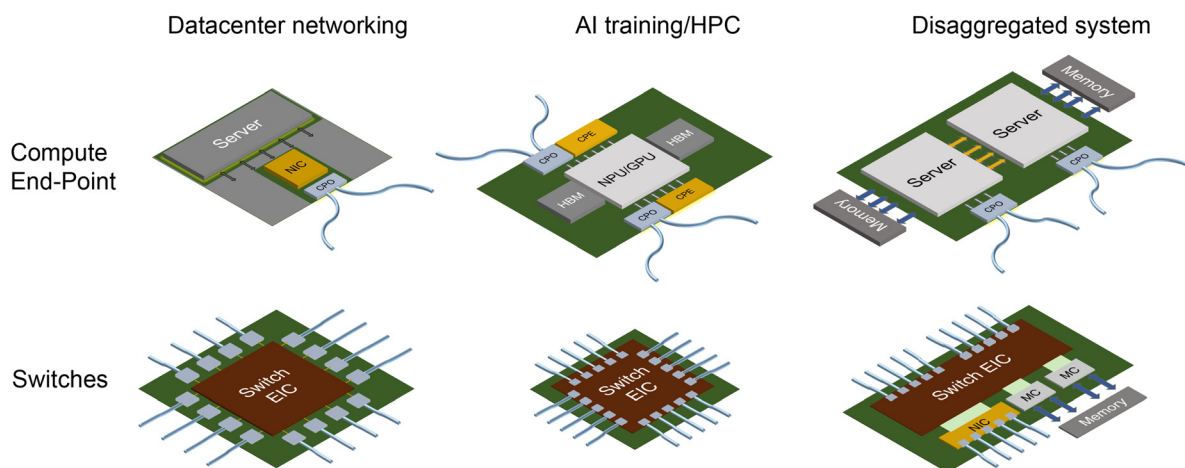 Datacenter networking
AI training/HPC
Disaggregated system
Compute
End-Point
Server
NIC
CPO
CPO
CPE
HBM
NPU/GPU
HBM
CPO
CPE
Memory
Server
Server
CPO
Memory
CPO
Switches
Switch
EIC
Switch
EIC
Switch EIC
MC
MC
NIC
Memory